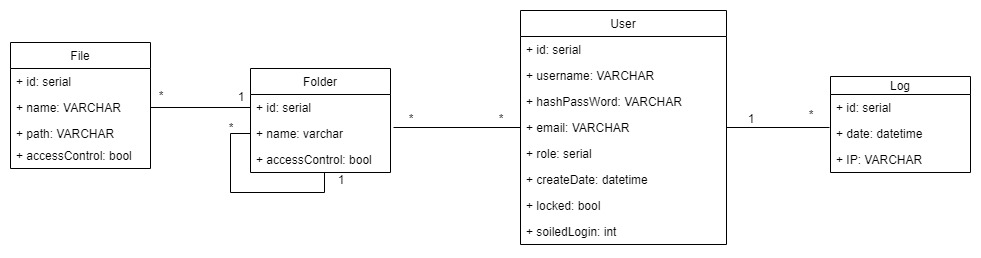 File
+ id: serial
+ name: VARCHAR
+ path: VARCHAR
+ accessControl: bool
*
1
Folder
+ id: serial
+ name: varchar
+ accessControl: bool
*
1
*
*
User
+ id: serial
+ username: VARCHAR
+ hashPassWord: VARCHAR
+ email: VARCHAR
+ role: serial
+ createDate: datetime
+ locked: bool
+ soiledLogin: int
1
*
Log
+ id: serial
+ date: datetime
+ IP: VARCHAR